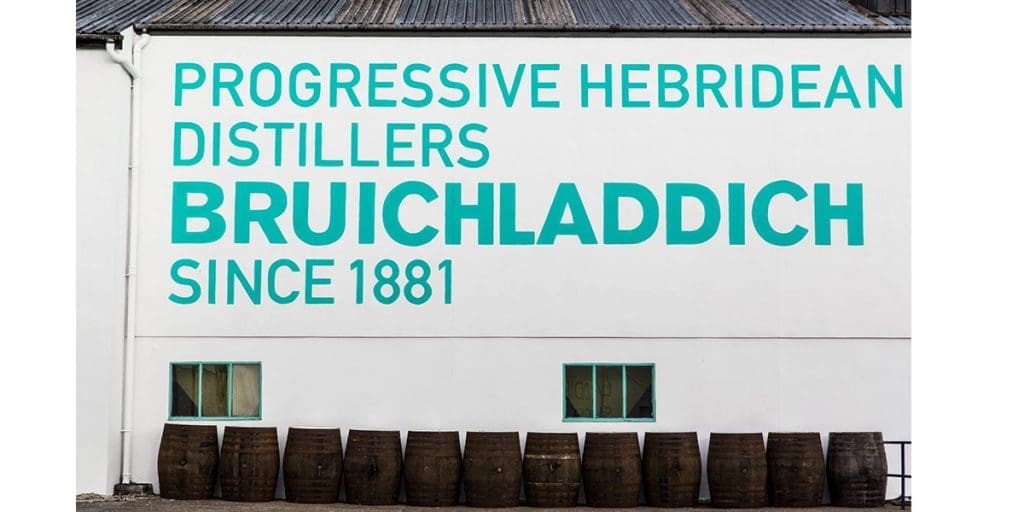 PROGRESSIVE HEBRIDEAN
DISTILLERS
BRUICHLADDICH
SINCE 1881